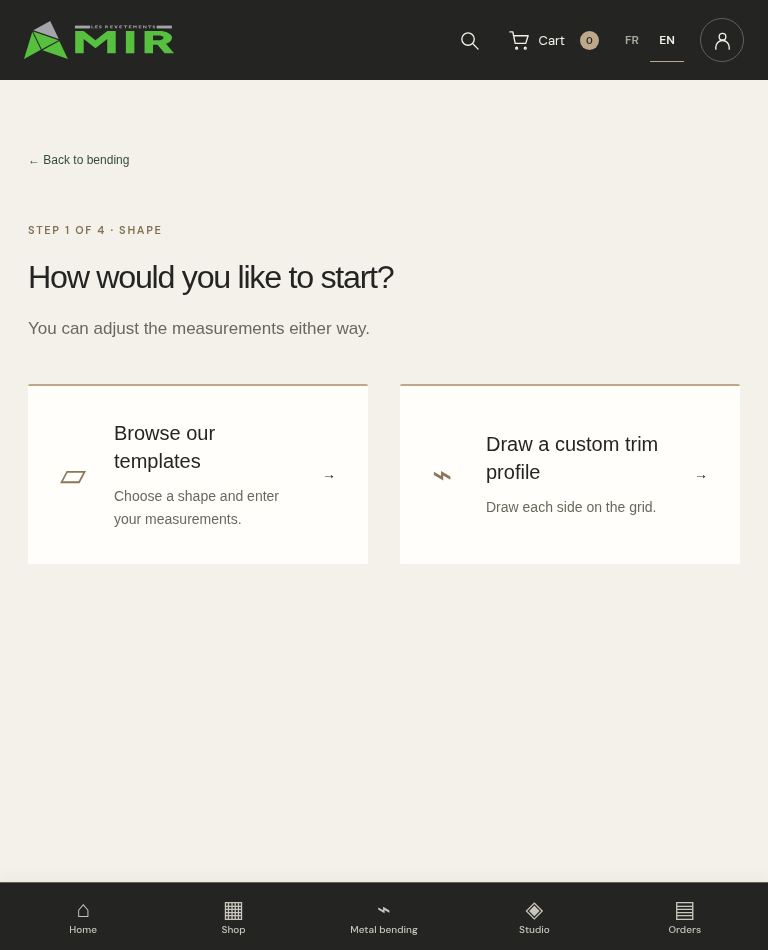 LES REVÊTEMENTS
MIR
Cart 0 FR EN
← Back to bending
STEP 1 OF 4 · SHAPE
How would you like to start?
You can adjust the measurements either way.
Browse our
templates
Choose a shape and enter
your measurements.
→
Draw a custom trim
profile
Draw each side on the grid.
→
Home Shop Metal bending Studio Orders